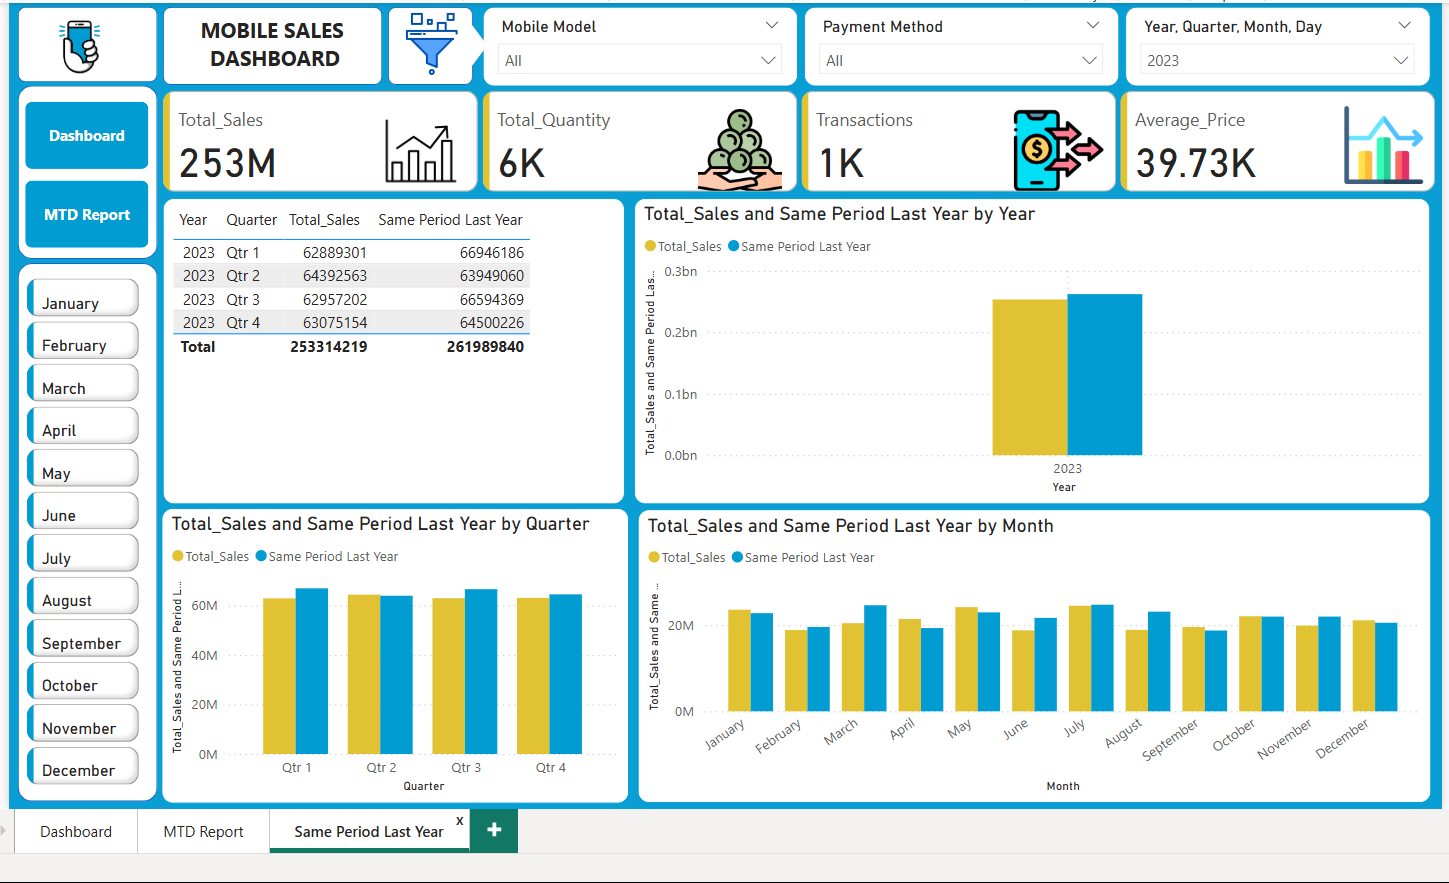 MOBILE SALES
DASHBOARD
Mobile Model
All
Payment Method
All
Year, Quarter, Month, Day
2023
Dashboard
MTD Report
Total_Sales
253M
Total_Quantity
6K
Transactions
1K
$
Average_Price
39.73K
January
February
March
April
May
June
July
August
September
October
November
December
Year Quarter Total_Sales Same Period Last Year
2023 Qtr 1 62889301 66946186
2023 Qtr 2 64392563 63949060
2023 Qtr 3 62957202 66594369
2023 Qtr 4 63075154 64500226
Total 253314219 261989840
Total_Sales and Same Period Last Year by Year
Total_Sales Same Period Last Year
Total_Sales and Same Period Las...
0.3bn
0.2bn
0.1bn
0.0bn
2023
Year
Total_Sales and Same Period Last Year by Quarter
Total_Sales Same Period Last Year
Total_Sales and Same Period L...
60M
40M
20M
0M
Qtr 1 Qtr 2 Qtr 3 Qtr 4
Quarter
Total_Sales and Same Period Last Year by Month
Total_Sales Same Period Last Year
Total_Sales and Same ...
20M
0M
January February March April May June July August September October November December
Month
Dashboard MTD Report Same Period Last Year x +